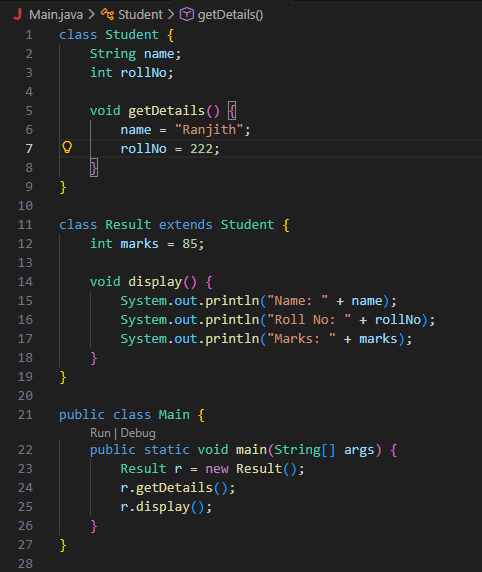 Main.java > Student > getDetails()
1 class Student {
2     String name;
3     int rollNo;
4
5     void getDetails() {
6         name = "Ranjith";
7         rollNo = 222;
8     }
9 }
10
11 class Result extends Student {
12     int marks = 85;
13
14     void display() {
15         System.out.println("Name: " + name);
16         System.out.println("Roll No: " + rollNo);
17         System.out.println("Marks: " + marks);
18     }
19 }
20
21 public class Main {
Run | Debug
22     public static void main(String[] args) {
23         Result r = new Result();
24         r.getDetails();
25         r.display();
26     }
27 }
28